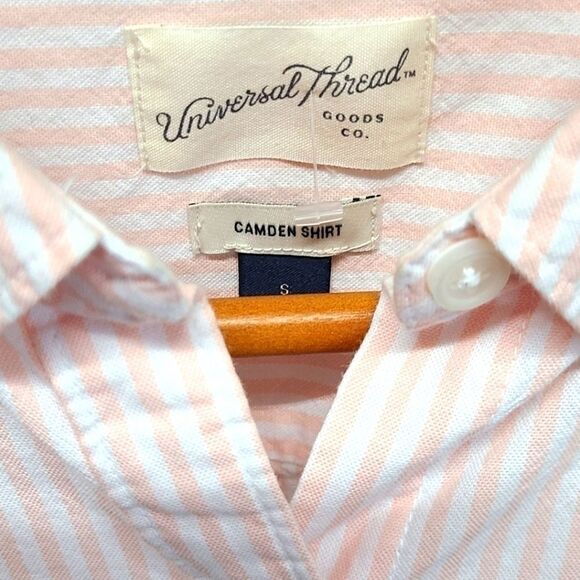 Universal Thread™
GOODS
CO.
CAMDEN SHIRT
S